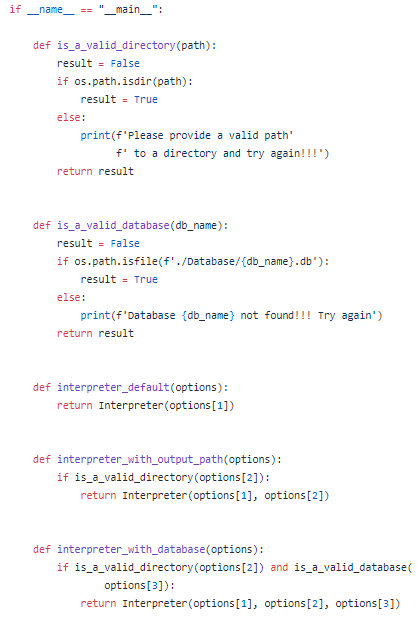 if __name__ == "__main__":
    def is_a_valid_directory(path):
        result = False
        if os.path.isdir(path):
            result = True
        else:
            print(f'Please provide a valid path'
                  f' to a directory and try again!!!')
        return result
    def is_a_valid_database(db_name):
        result = False
        if os.path.isfile(f'./Database/{db_name}.db'):
            result = True
        else:
            print(f'Database {db_name} not found!!! Try again')
        return result
    def interpreter_default(options):
        return Interpreter(options[1])
    def interpreter_with_output_path(options):
        if is_a_valid_directory(options[2]):
            return Interpreter(options[1], options[2])
    def interpreter_with_database(options):
        if is_a_valid_directory(options[2]) and is_a_valid_database(
                options[3]):
            return Interpreter(options[1], options[2], options[3])